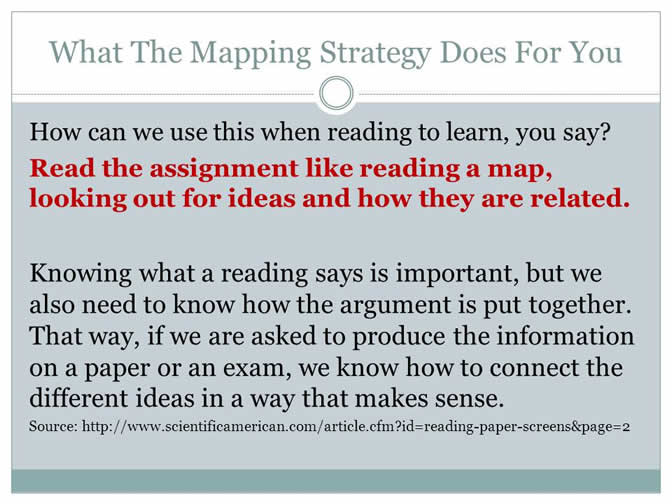 What The Mapping Strategy Does For You
How can we use this when reading to learn, you say?
Read the assignment like reading a map,
looking out for ideas and how they are related.
Knowing what a reading says is important, but we
also need to know how the argument is put together.
That way, if we are asked to produce the information
on a paper or an exam, we know how to connect the
different ideas in a way that makes sense.
Source: http://www.scientificamerican.com/article.cfm?id=reading-paper-screens&page=2